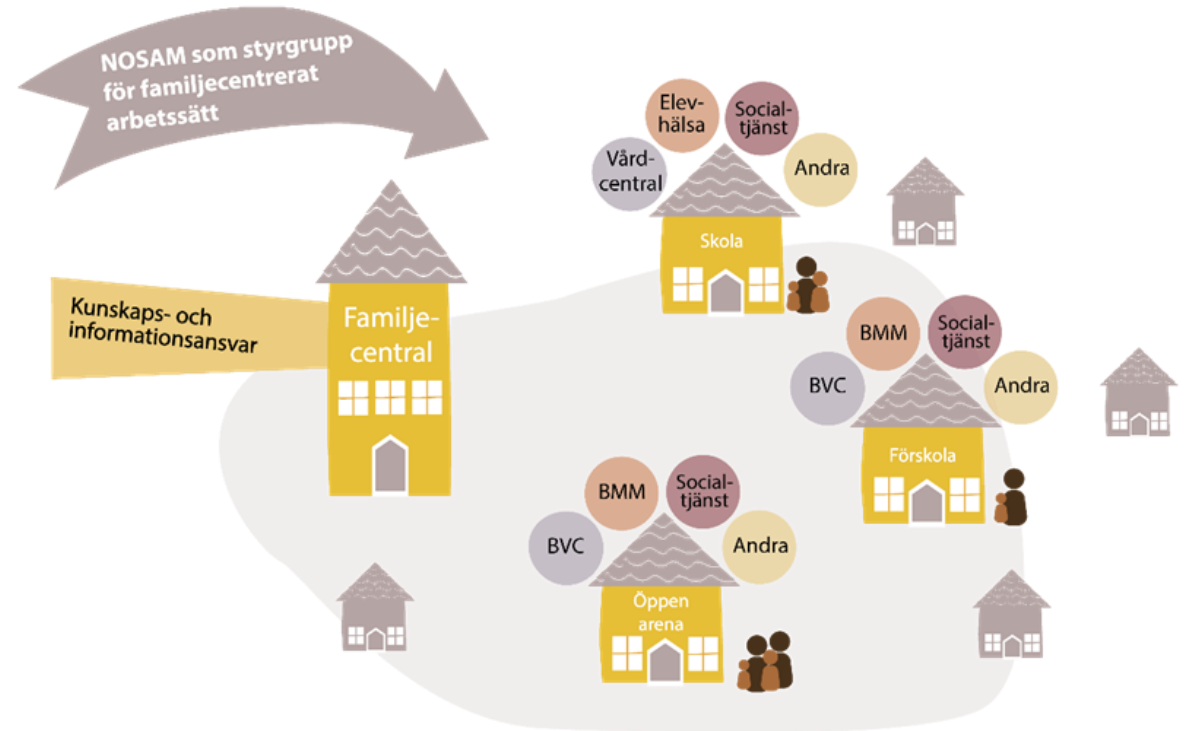 NOSAM som styrgrupp
för familjecentrerat
arbetssätt
Kunskaps- och
informationsansvar
Familje-
central
Vård-
central
Elev-
hälsa
Social-
tjänst
Andra
Skola
BVC
BMM
Social-
tjänst
Andra
Förskola
BVC
BMM
Social-
tjänst
Andra
Öppen
arena